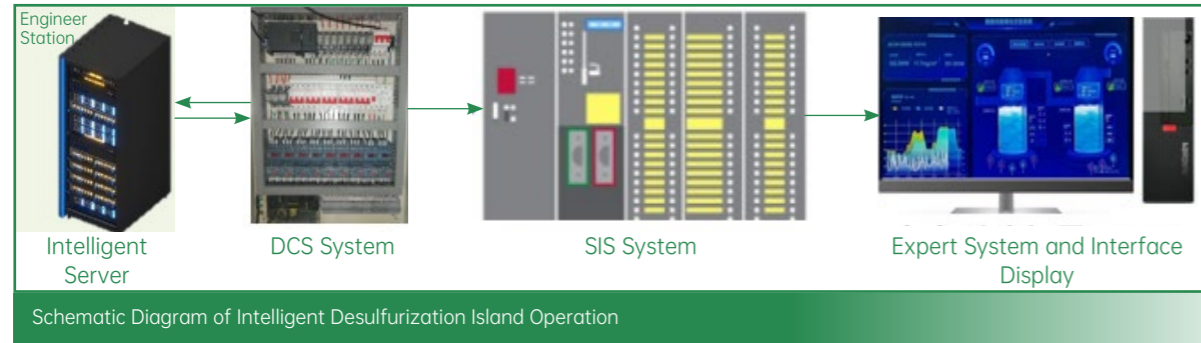 Engineer
Station
Intelligent
Server
DCS System
SIS System
Expert System and Interface
Display
Schematic Diagram of Intelligent Desulfurization Island Operation